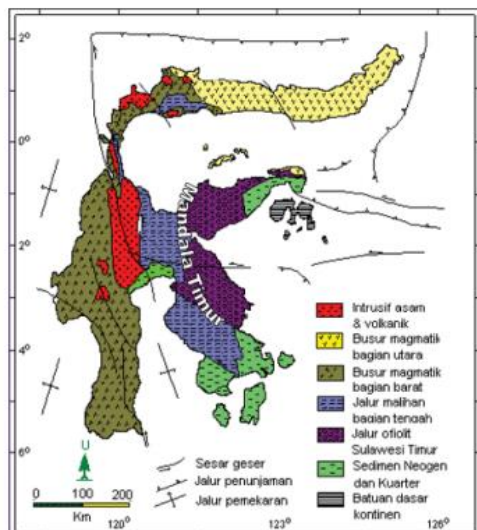 2°
0°
2°
4°
6°
Mandala Timur
Intrusif asam
& volkanik
Busur magmatik
bagian utara
Busur magmatik
bagian barat
Jalur malihan
bagian tengah
Jalur ofiolit
Sulawesi Timur
Sedimen Neogen
dan Kuarter
Batuan dasar
kontinen
U
Sesar geser
Jalur penunjaman
Jalur pemekaran
0 100 200
Km
120°
123°
126°